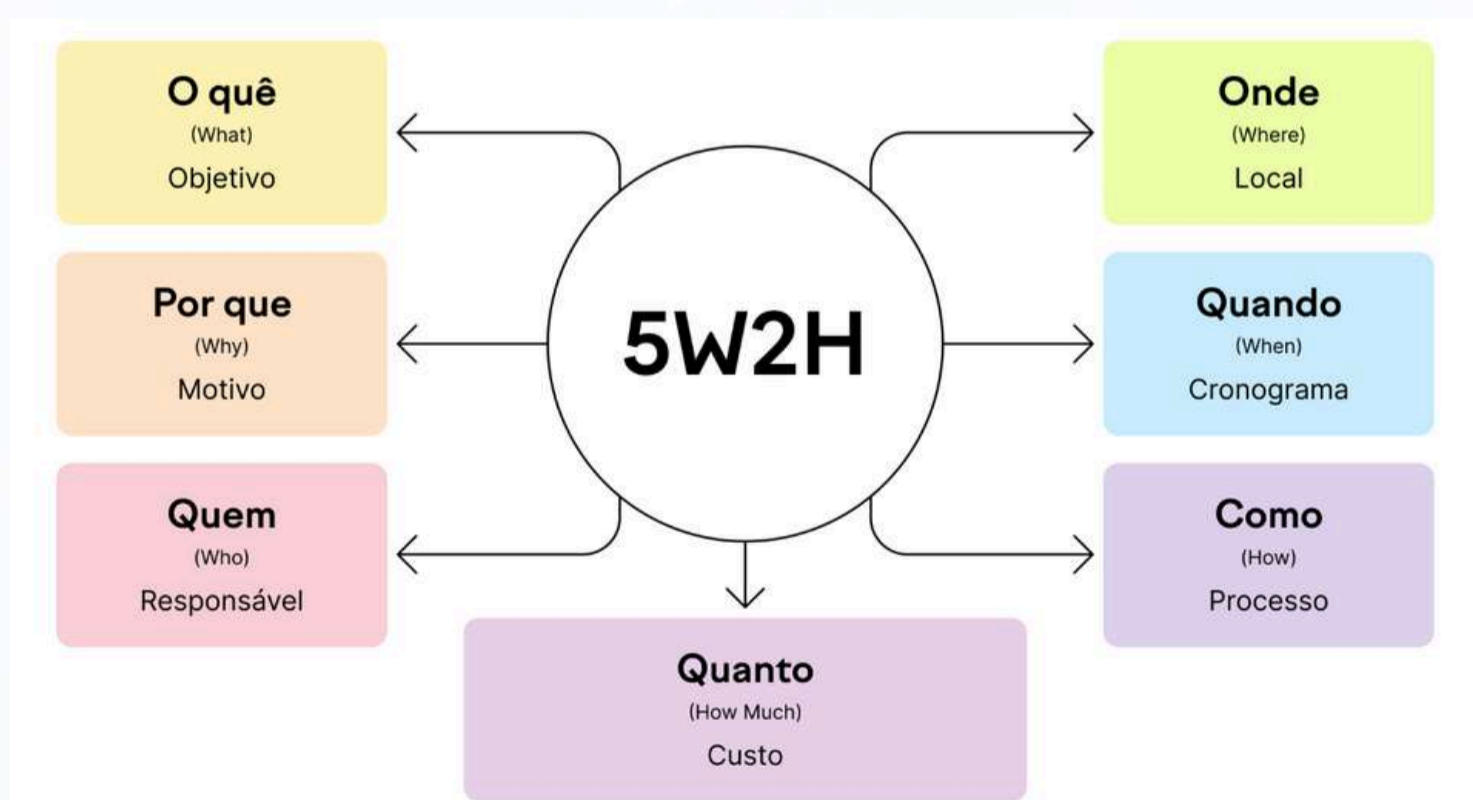 O quê
(What)
Objetivo
Por que
(Why)
Motivo
Quem
(Who)
Responsável
5W2H
Onde
(Where)
Local
Quando
(When)
Cronograma
Como
(How)
Processo
Quanto
(How Much)
Custo